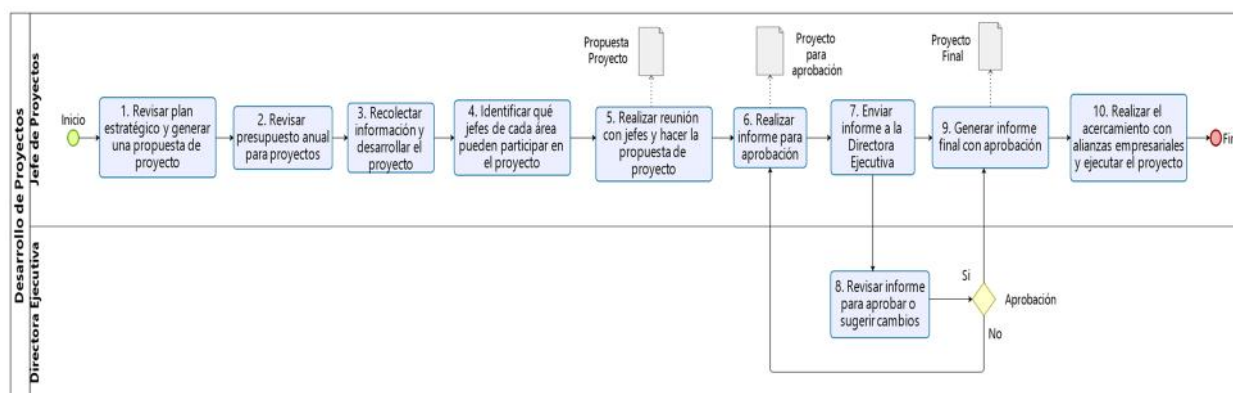 Desarrollo de Proyectos
Jefe de Proyectos
Inicio
1. Revisar plan
estratégico y generar
una propuesta de
proyecto
2. Revisar
presupuesto anual
para proyectos
3. Recolectar
información y
desarrollar el
proyecto
4. Identificar qué
jefes de cada área
pueden participar en
el proyecto
Propuesta
Proyecto
5. Realizar reunión
con jefes y hacer la
propuesta de
proyecto
Proyecto
para
aprobación
6. Realizar
informe para
aprobación
7. Enviar
informe a la
Directora
Ejecutiva
Proyecto
Final
9. Generar informe
final con aprobación
10. Realizar el
acercamiento con
alianzas empresariales
y ejecutar el proyecto
Fin
Directora
Ejecutiva
8. Revisar informe
para aprobar o
sugerir cambios
Si
Aprobación
No